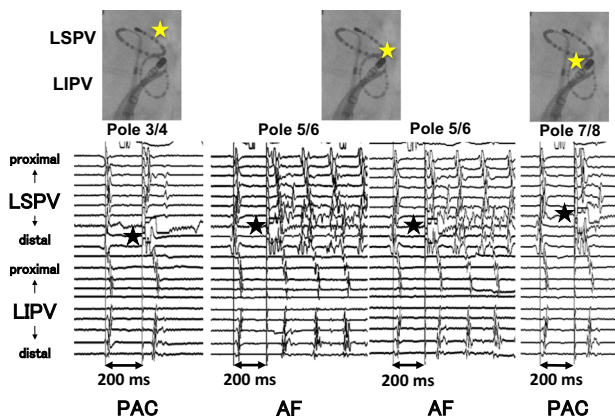 LSPV
LIPV
Pole 3/4 Pole 5/6 Pole 5/6 Pole 7/8
proximal
LSPV
distal
proximal
LIPV
distal
200 ms 200 ms 200 ms 200 ms
PAC AF AF PAC